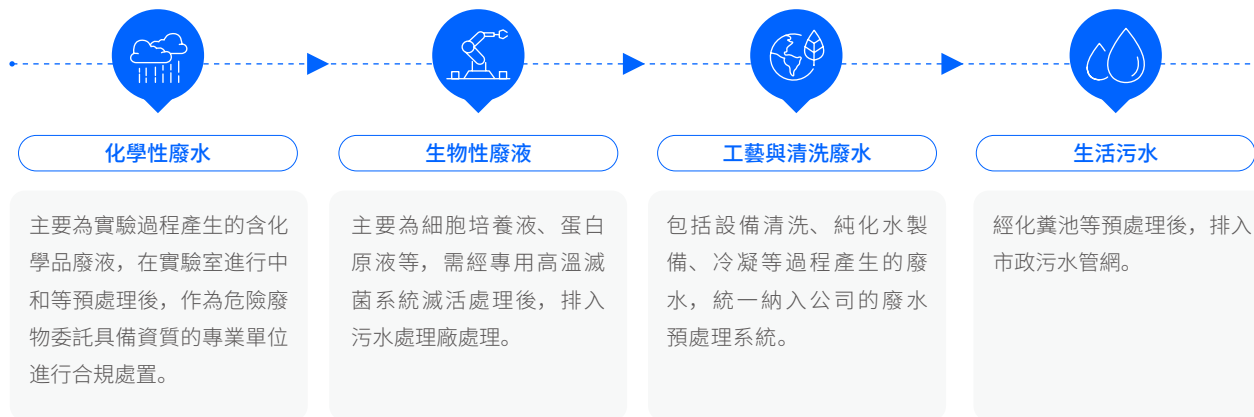 化學性廢水
主要為實驗過程產生的含化
學品廢液，在實驗室進行中
和等預處理後，作為危險廢
物委託具備資質的專業單位
進行合規處置。
生物性廢液
主要為細胞培養液、蛋白
原液等，需經專用高溫滅
菌系統滅活處理後，排入
污水處理廠處理。
工藝與清洗廢水
包括設備清洗、純化水製
備、冷凝等過程產生的廢
水，統一納入公司的廢水
預處理系統。
生活污水
經化糞池等預處理後，排入
市政污水管網。